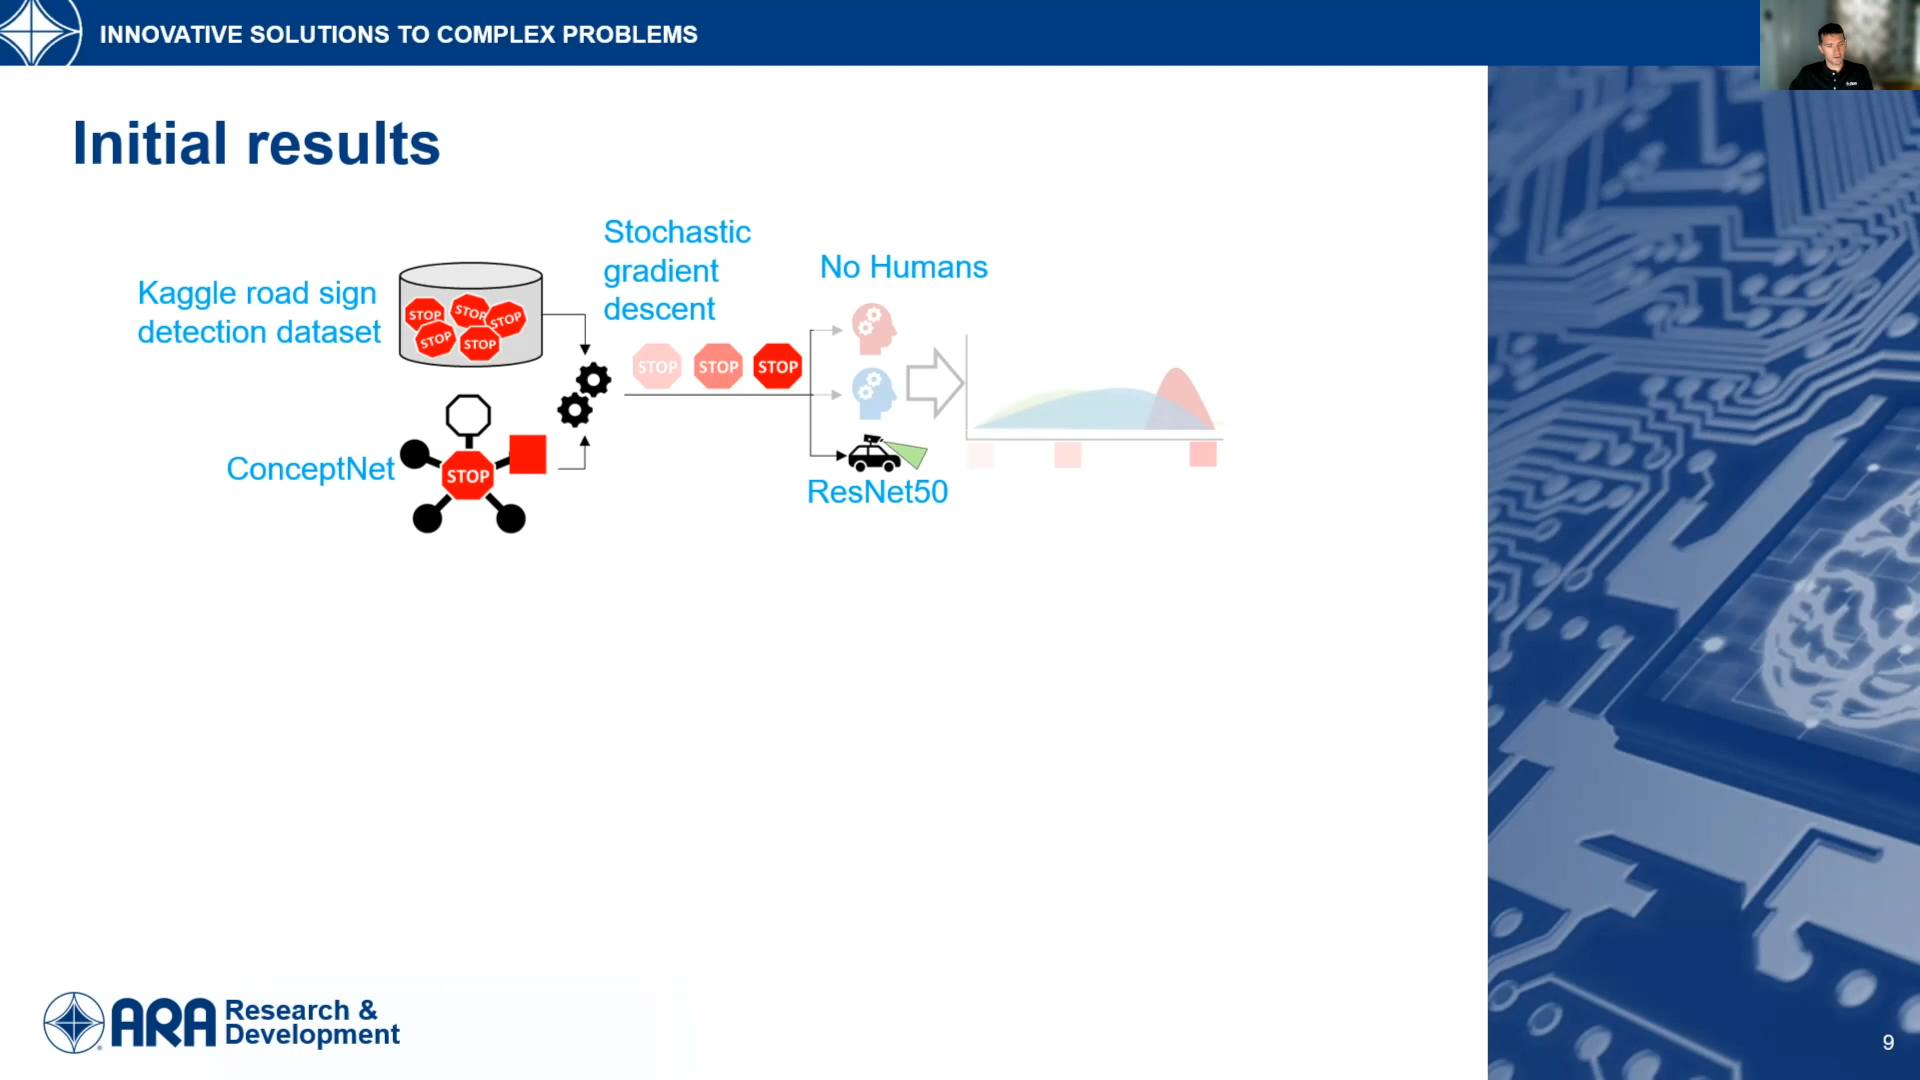 INNOVATIVE SOLUTIONS TO COMPLEX PROBLEMS
Initial results
Kaggle road sign
detection dataset
STOP
STOP
STOP
STOP
STOP
Stochastic
gradient
descent
No Humans
STOP STOP STOP
ConceptNet
STOP
ResNet50
ARA Research &
Development
9